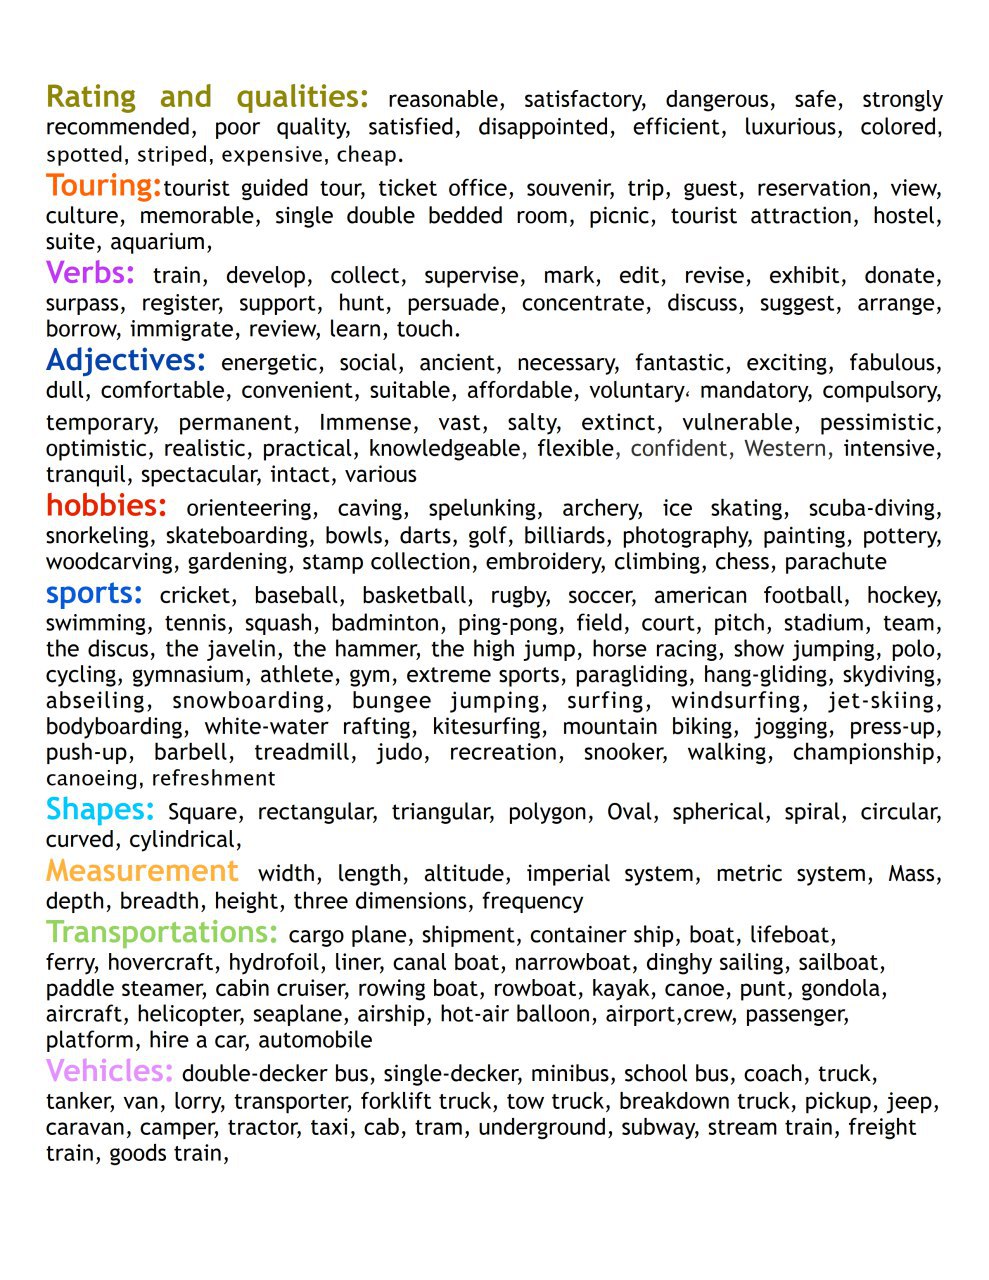 Rating and qualities: reasonable, satisfactory, dangerous, safe, strongly
recommended, poor quality, satisfied, disappointed, efficient, luxurious, colored,
spotted, striped, expensive, cheap.
Touring:tourist guided tour, ticket office, souvenir, trip, guest, reservation, view,
culture, memorable, single double bedded room, picnic, tourist attraction, hostel,
suite, aquarium,
Verbs: train, develop, collect, supervise, mark, edit, revise, exhibit, donate,
surpass, register, support, hunt, persuade, concentrate, discuss, suggest, arrange,
borrow, immigrate, review, learn, touch.
Adjectives: energetic, social, ancient, necessary, fantastic, exciting, fabulous,
dull, comfortable, convenient, suitable, affordable, voluntary، mandatory, compulsory,
temporary, permanent, Immense, vast, salty, extinct, vulnerable, pessimistic,
optimistic, realistic, practical, knowledgeable, flexible, confident, Western, intensive,
tranquil, spectacular, intact, various
hobbies: orienteering, caving, spelunking, archery, ice skating, scuba-diving,
snorkeling, skateboarding, bowls, darts, golf, billiards, photography, painting, pottery,
woodcarving, gardening, stamp collection, embroidery, climbing, chess, parachute
sports: cricket, baseball, basketball, rugby, soccer, american football, hockey,
swimming, tennis, squash, badminton, ping-pong, field, court, pitch, stadium, team,
the discus, the javelin, the hammer, the high jump, horse racing, show jumping, polo,
cycling, gymnasium, athlete, gym, extreme sports, paragliding, hang-gliding, skydiving,
abseiling, snowboarding, bungee jumping, surfing, windsurfing, jet-skiing,
bodyboarding, white-water rafting, kitesurfing, mountain biking, jogging, press-up,
push-up, barbell, treadmill, judo, recreation, snooker, walking, championship,
canoeing, refreshment
Shapes: Square, rectangular, triangular, polygon, Oval, spherical, spiral, circular,
curved, cylindrical,
Measurement width, length, altitude, imperial system, metric system, Mass,
depth, breadth, height, three dimensions, frequency
Transportations: cargo plane, shipment, container ship, boat, lifeboat,
ferry, hovercraft, hydrofoil, liner, canal boat, narrowboat, dinghy sailing, sailboat,
paddle steamer, cabin cruiser, rowing boat, rowboat, kayak, canoe, punt, gondola,
aircraft, helicopter, seaplane, airship, hot-air balloon, airport,crew, passenger,
platform, hire a car, automobile
Vehicles: double-decker bus, single-decker, minibus, school bus, coach, truck,
tanker, van, lorry, transporter, forklift truck, tow truck, breakdown truck, pickup, jeep,
caravan, camper, tractor, taxi, cab, tram, underground, subway, stream train, freight
train, goods train,